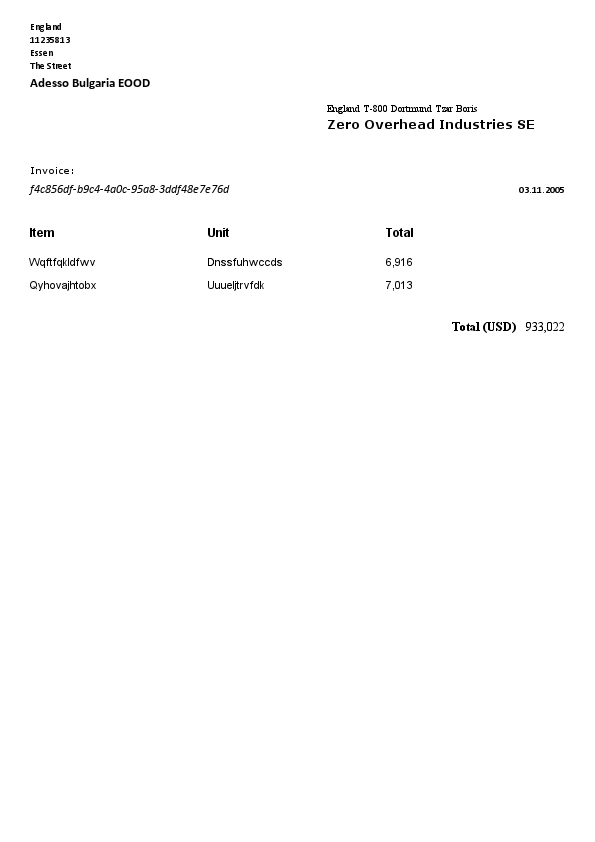 England
11235813
Essen
The Street
Adesso Bulgaria EOOD
England T-800 Dortmund Tzar Boris
Zero Overhead Industries SE
Invoice:
f4c856df-b9c4-4a0c-95a8-3ddf48e7e76d 03.11.2005
Item Unit Total
Wqftfqkldfwv Dnssfuhwccds 6,916
Qyhovajhtobx Uuueljtrvfdk 7,013
Total (USD) 933,022